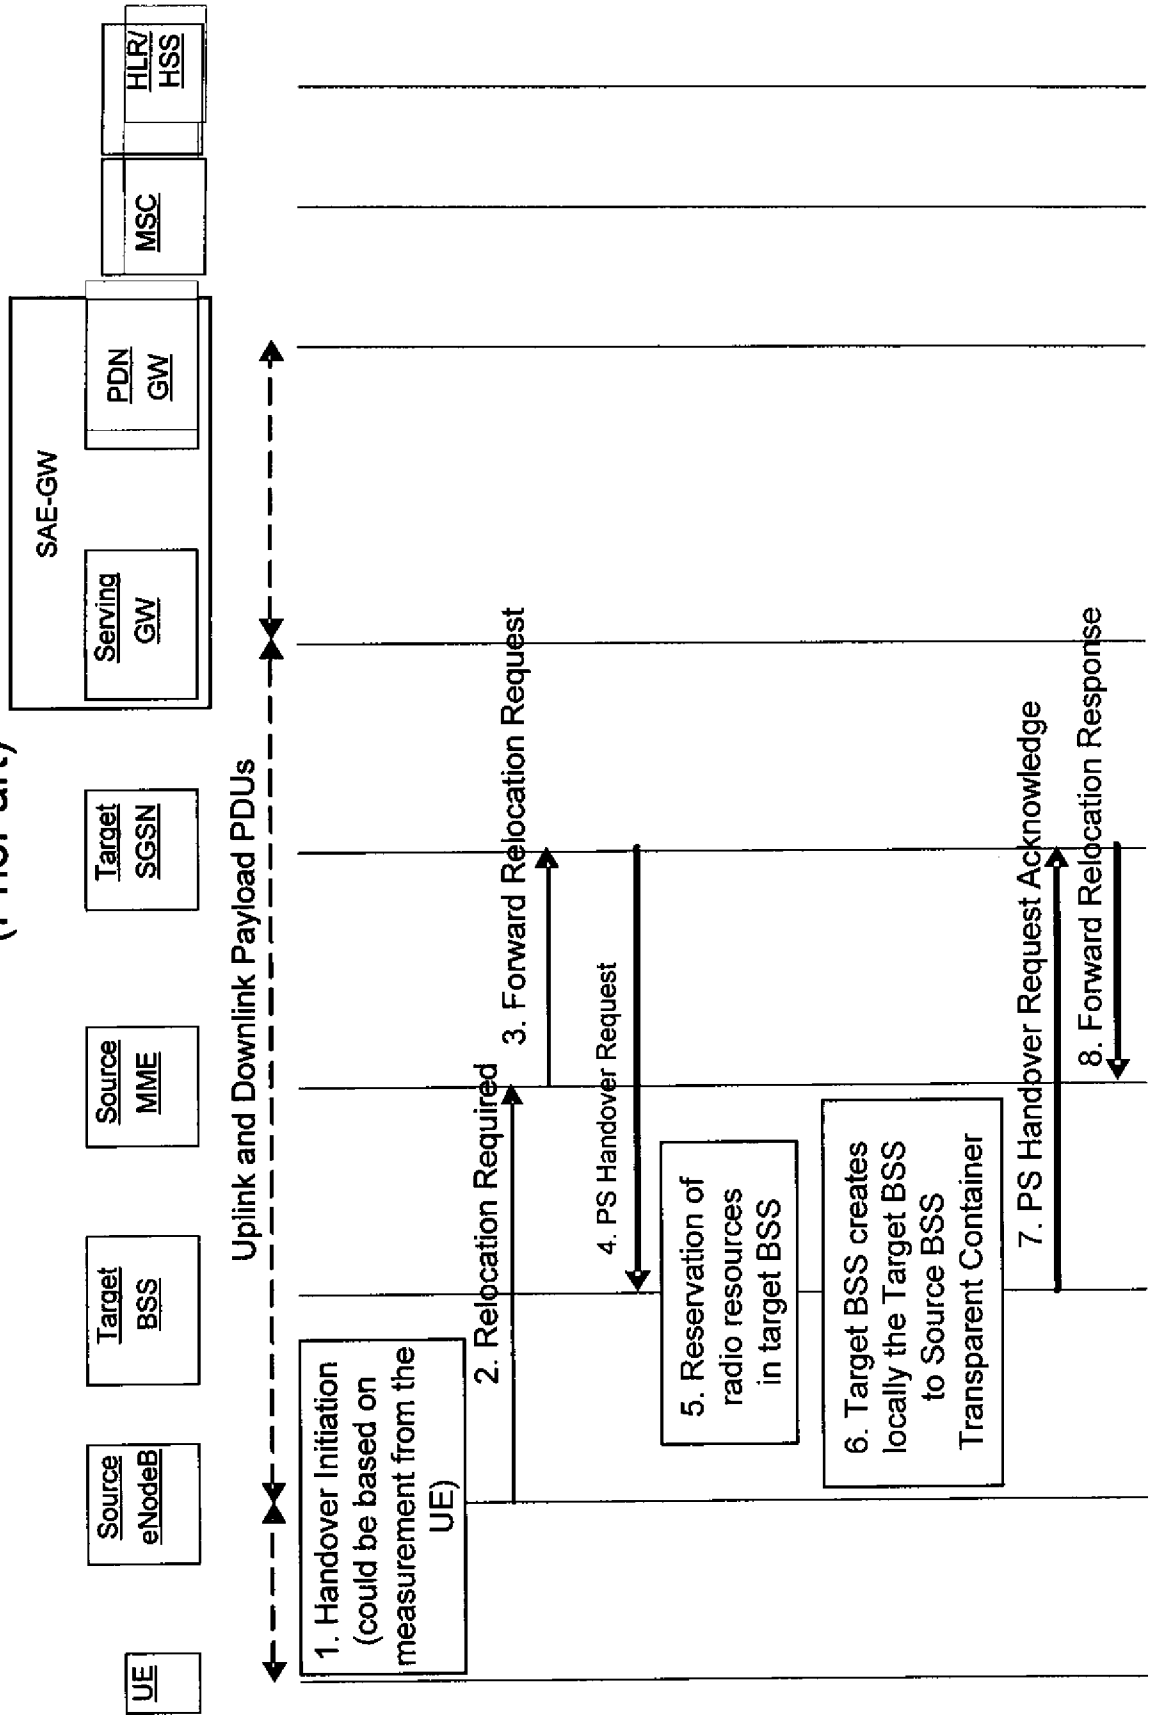 (Prior art)
SAE-GW
UE
Source
eNodeB
Target
BSS
Source
MME
Target
SGSN
Serving
GW
PDN
GW
MSC
HLR/
HSS
Uplink and Downlink Payload PDUs
1. Handover Initiation
(could be based on
measurement from the
UE)
2. Relocation Required
3. Forward Relocation Request
4. PS Handover Request
5. Reservation of
radio resources
in target BSS
6. Target BSS creates
locally the Target BSS
to Source BSS
Transparent Container
7. PS Handover Request Acknowledge
8. Forward Relocation Response